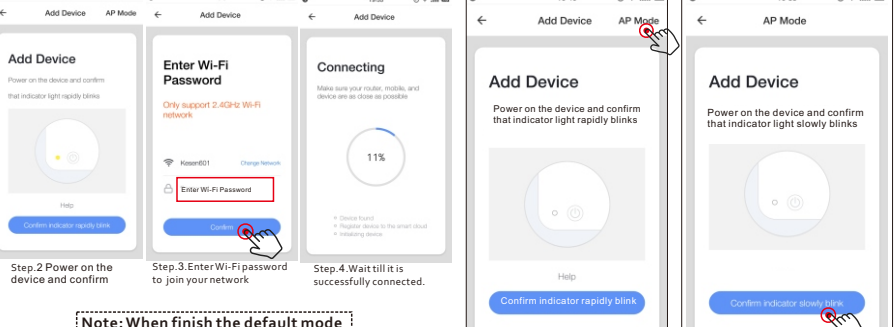 Add Device AP Mode
Add Device
Power on the device and confirm
that indicator light rapidly blinks
Help
Confirm indicator rapidly blink
Step.2 Power on the
device and confirm
Add Device
Enter Wi-Fi
Password
Only support 2.4GHz Wi-Fi
network
Kesen601 Change Network
Enter Wi-Fi Password
Confirm
Step.3.Enter Wi-Fi password
to join your network
Add Device
Connecting
Make sure your router, mobile, and
device are as close as possible
11%
Device found
Register device to the smart cloud
Initializing device
Step.4.Wait till it is
successfully connected.
Note: When finish the default mode
Add Device AP Mode
Add Device
Power on the device and confirm
that indicator light rapidly blinks
Help
Confirm indicator rapidly blink
AP Mode
Add Device
Power on the device and confirm
that indicator light slowly blinks
Confirm indicator slowly blink